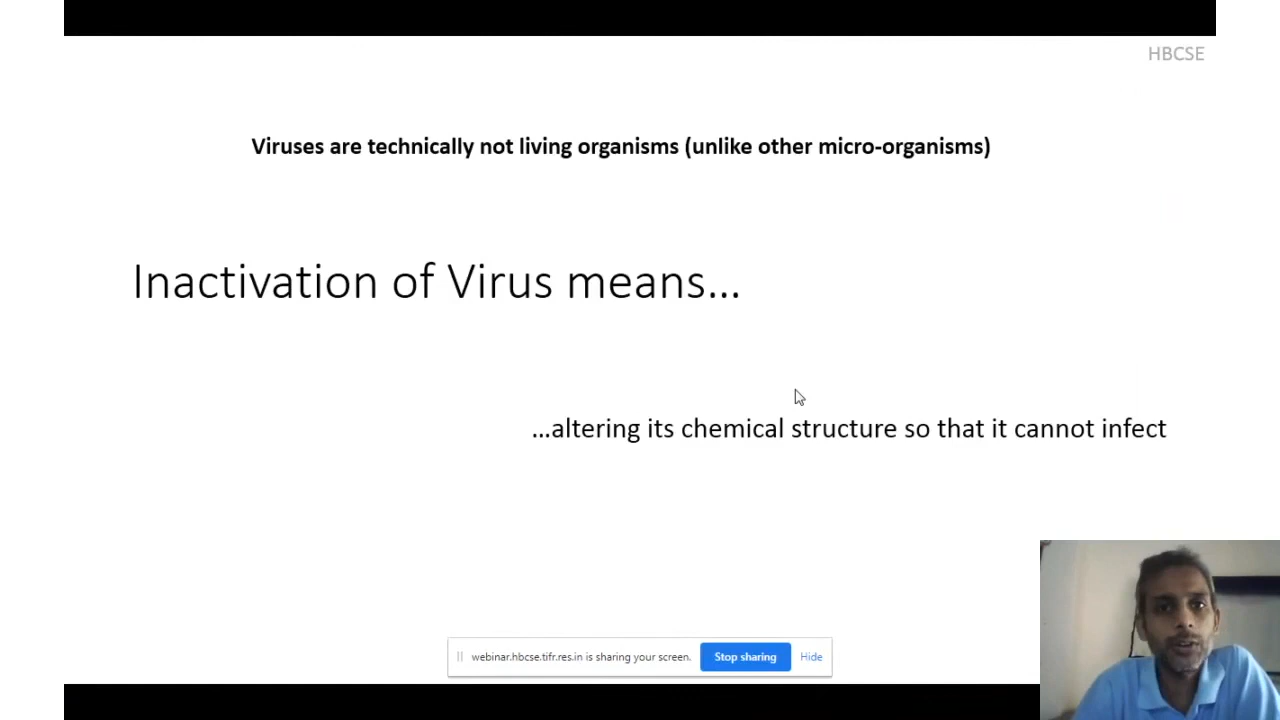 HBCSE
Viruses are technically not living organisms (unlike other micro-organisms)
Inactivation of Virus means...
...altering its chemical structure so that it cannot infect
webinar.hbcse.tifr.res.in is sharing your screen. Stop sharing Hide